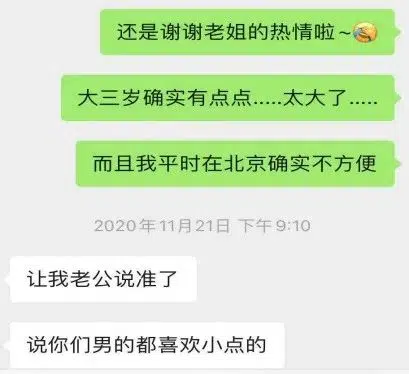 还是谢谢老姐的热情啦~
大三岁确实有点点.....太大了.....
而且我平时在北京确实不方便
2020年11月21日 下午9:10
让我老公说准了
说你们男的都喜欢小点的